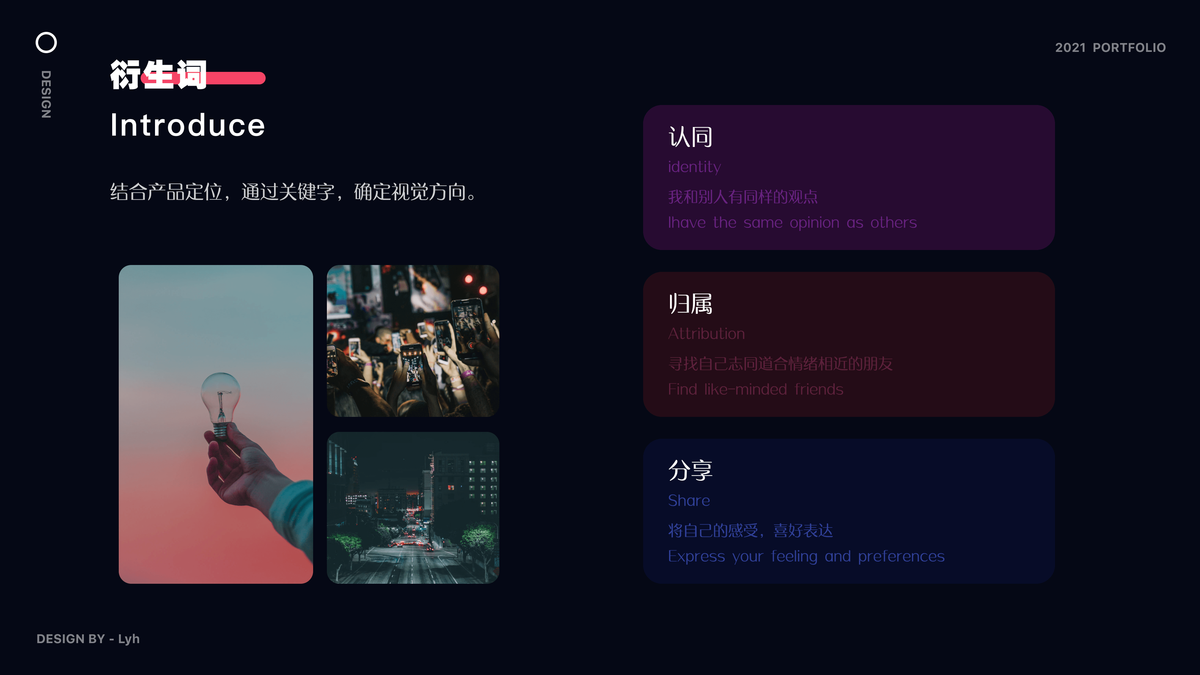 DESIGN
衍生词
Introduce
结合产品定位，通过关键字，确定视觉方向。
2021 PORTFOLIO
认同
identity
我和别人有同样的观点
Ihave the same opinion as others
归属
Attribution
寻找自己志同道合情绪相近的朋友
Find like-minded friends
分享
Share
将自己的感受，喜好表达
Express your feeling and preferences
DESIGN BY - Lyh